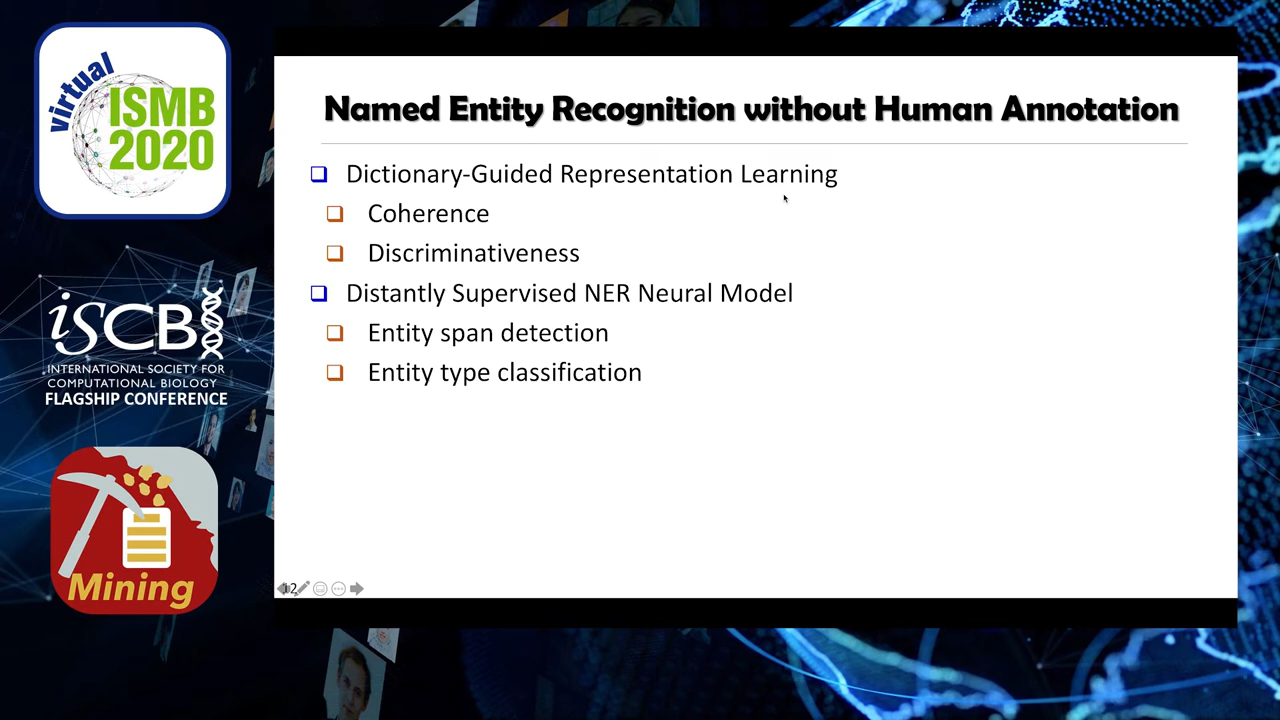 virtual
ISMB
2020
iSCB
INTERNATIONAL SOCIETY FOR
COMPUTATIONAL BIOLOGY
FLAGSHIP CONFERENCE
Mining
Named Entity Recognition without Human Annotation
Dictionary-Guided Representation Learning
Coherence
Discriminativeness
Distantly Supervised NER Neural Model
Entity span detection
Entity type classification
12